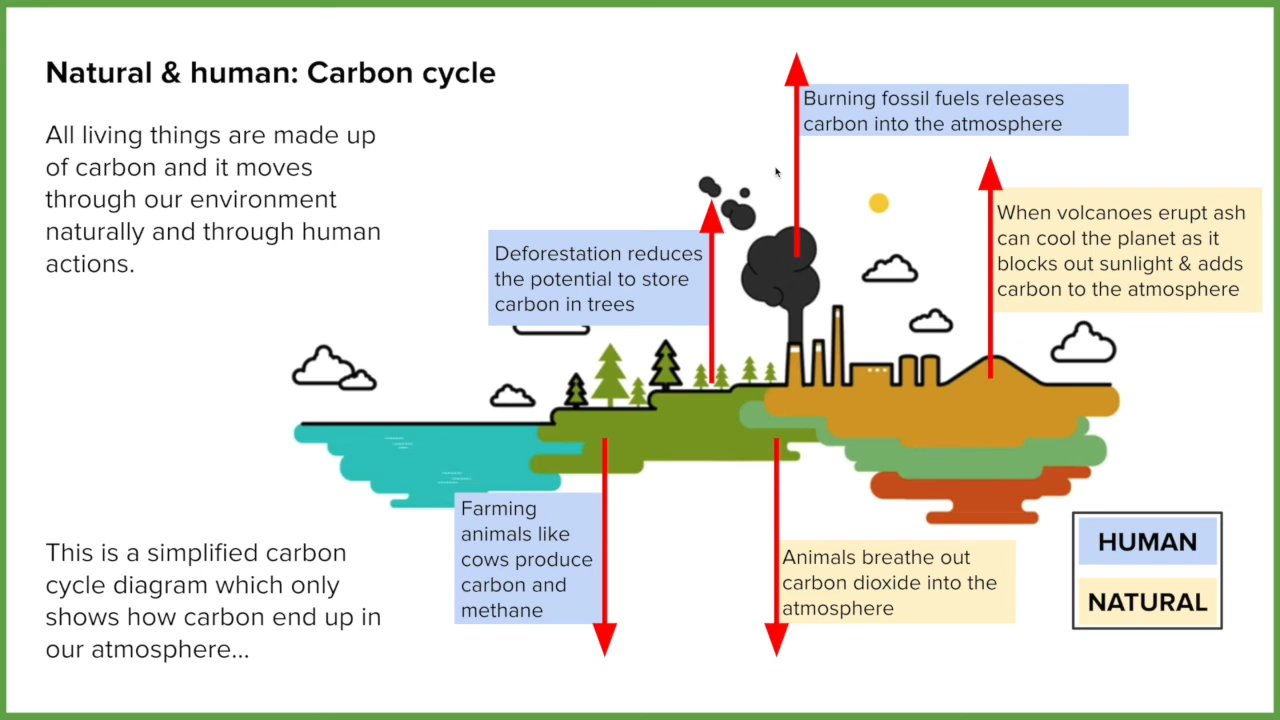 Natural & human: Carbon cycle
All living things are made up
of carbon and it moves
through our environment
naturally and through human
actions.
Burning fossil fuels releases
carbon into the atmosphere
When volcanoes erupt ash
can cool the planet as it
blocks out sunlight & adds
carbon to the atmosphere
Deforestation reduces
the potential to store
carbon in trees
Farming
animals like
cows produce
carbon and
methane
Animals breathe out
carbon dioxide into the
atmosphere
This is a simplified carbon
cycle diagram which only
shows how carbon end up in
our atmosphere...
HUMAN
NATURAL